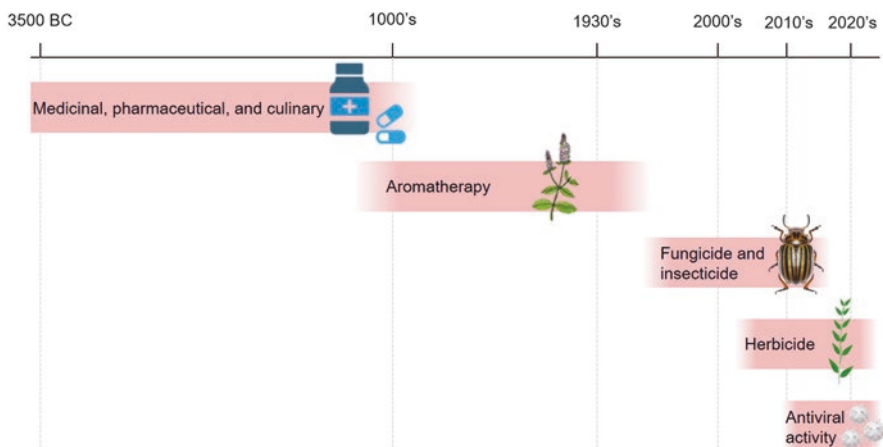 3500 BC 1000's 1930's 2000's 2010's 2020's
Medicinal, pharmaceutical, and culinary
Aromatherapy
Fungicide and
insecticide
Herbicide
Antiviral
activity